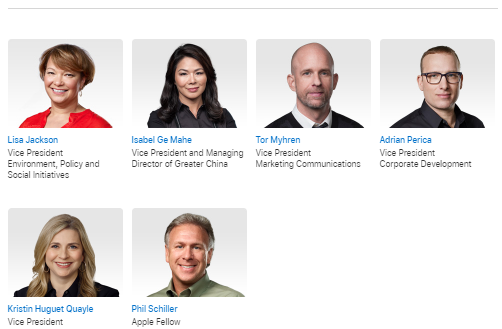 Lisa Jackson
Vice President
Environment, Policy and
Social Initiatives
Isabel Ge Mahe
Vice President and Managing
Director of Greater China
Tor Myhren
Vice President
Marketing Communications
Adrian Perica
Vice President
Corporate Development
Kristin Huguet Quayle
Vice President
Phil Schiller
Apple Fellow